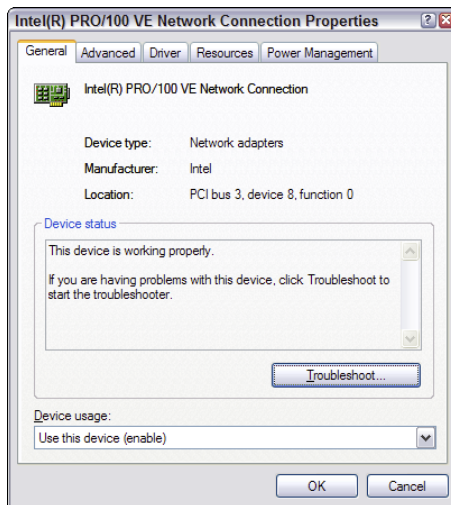 Intel(R) PRO/100 VE Network Connection Properties
General Advanced Driver Resources Power Management
Intel(R) PRO/100 VE Network Connection
Device type: Network adapters
Manufacturer: Intel
Location: PCI bus 3, device 8, function 0
Device status
This device is working properly.
If you are having problems with this device, click Troubleshoot to
start the troubleshooter.
Troubleshoot...
Device usage:
Use this device (enable)
OK Cancel